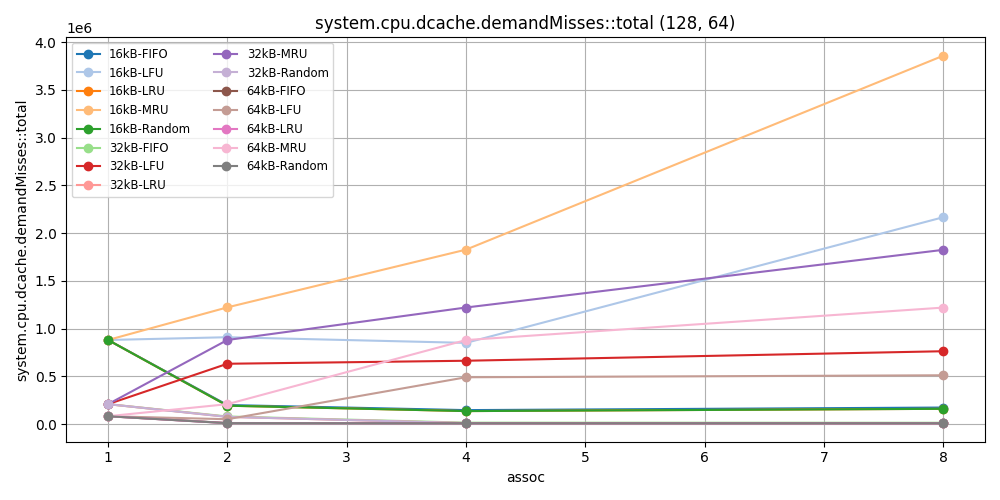 system.cpu.dcache.demandMisses::total (128, 64)
1e6
4.0
3.5
3.0
2.5
2.0
1.5
1.0
0.5
0.0
system.cpu.dcache.demandMisses::total
16kB-FIFO
16kB-LFU
16kB-LRU
16kB-MRU
16kB-Random
32kB-FIFO
32kB-LFU
32kB-LRU
32kB-MRU
32kB-Random
64kB-FIFO
64kB-LFU
64kB-LRU
64kB-MRU
64kB-Random
1 2 3 4 5 6 7 8
assoc